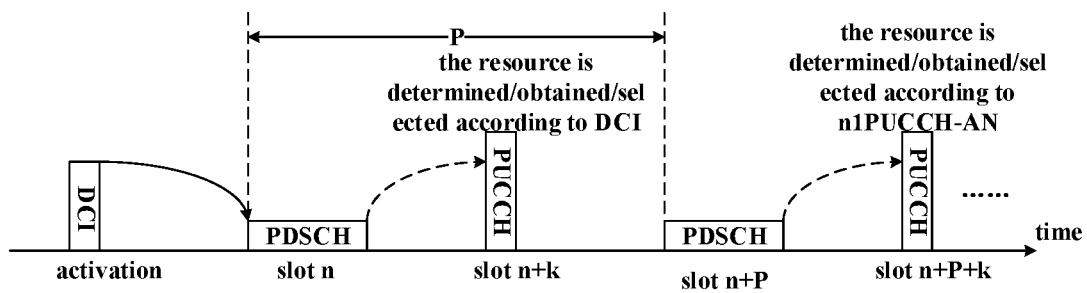 P
the resource is
determined/obtained/sel
ected according to DCI
the resource is
determined/obtained/sel
ected according to
n1PUCCH-AN
DCI
PDSCH
PUCCH
PDSCH
PUCCH
......
time
activation
slot n
slot n+k
slot n+P
slot n+P+k